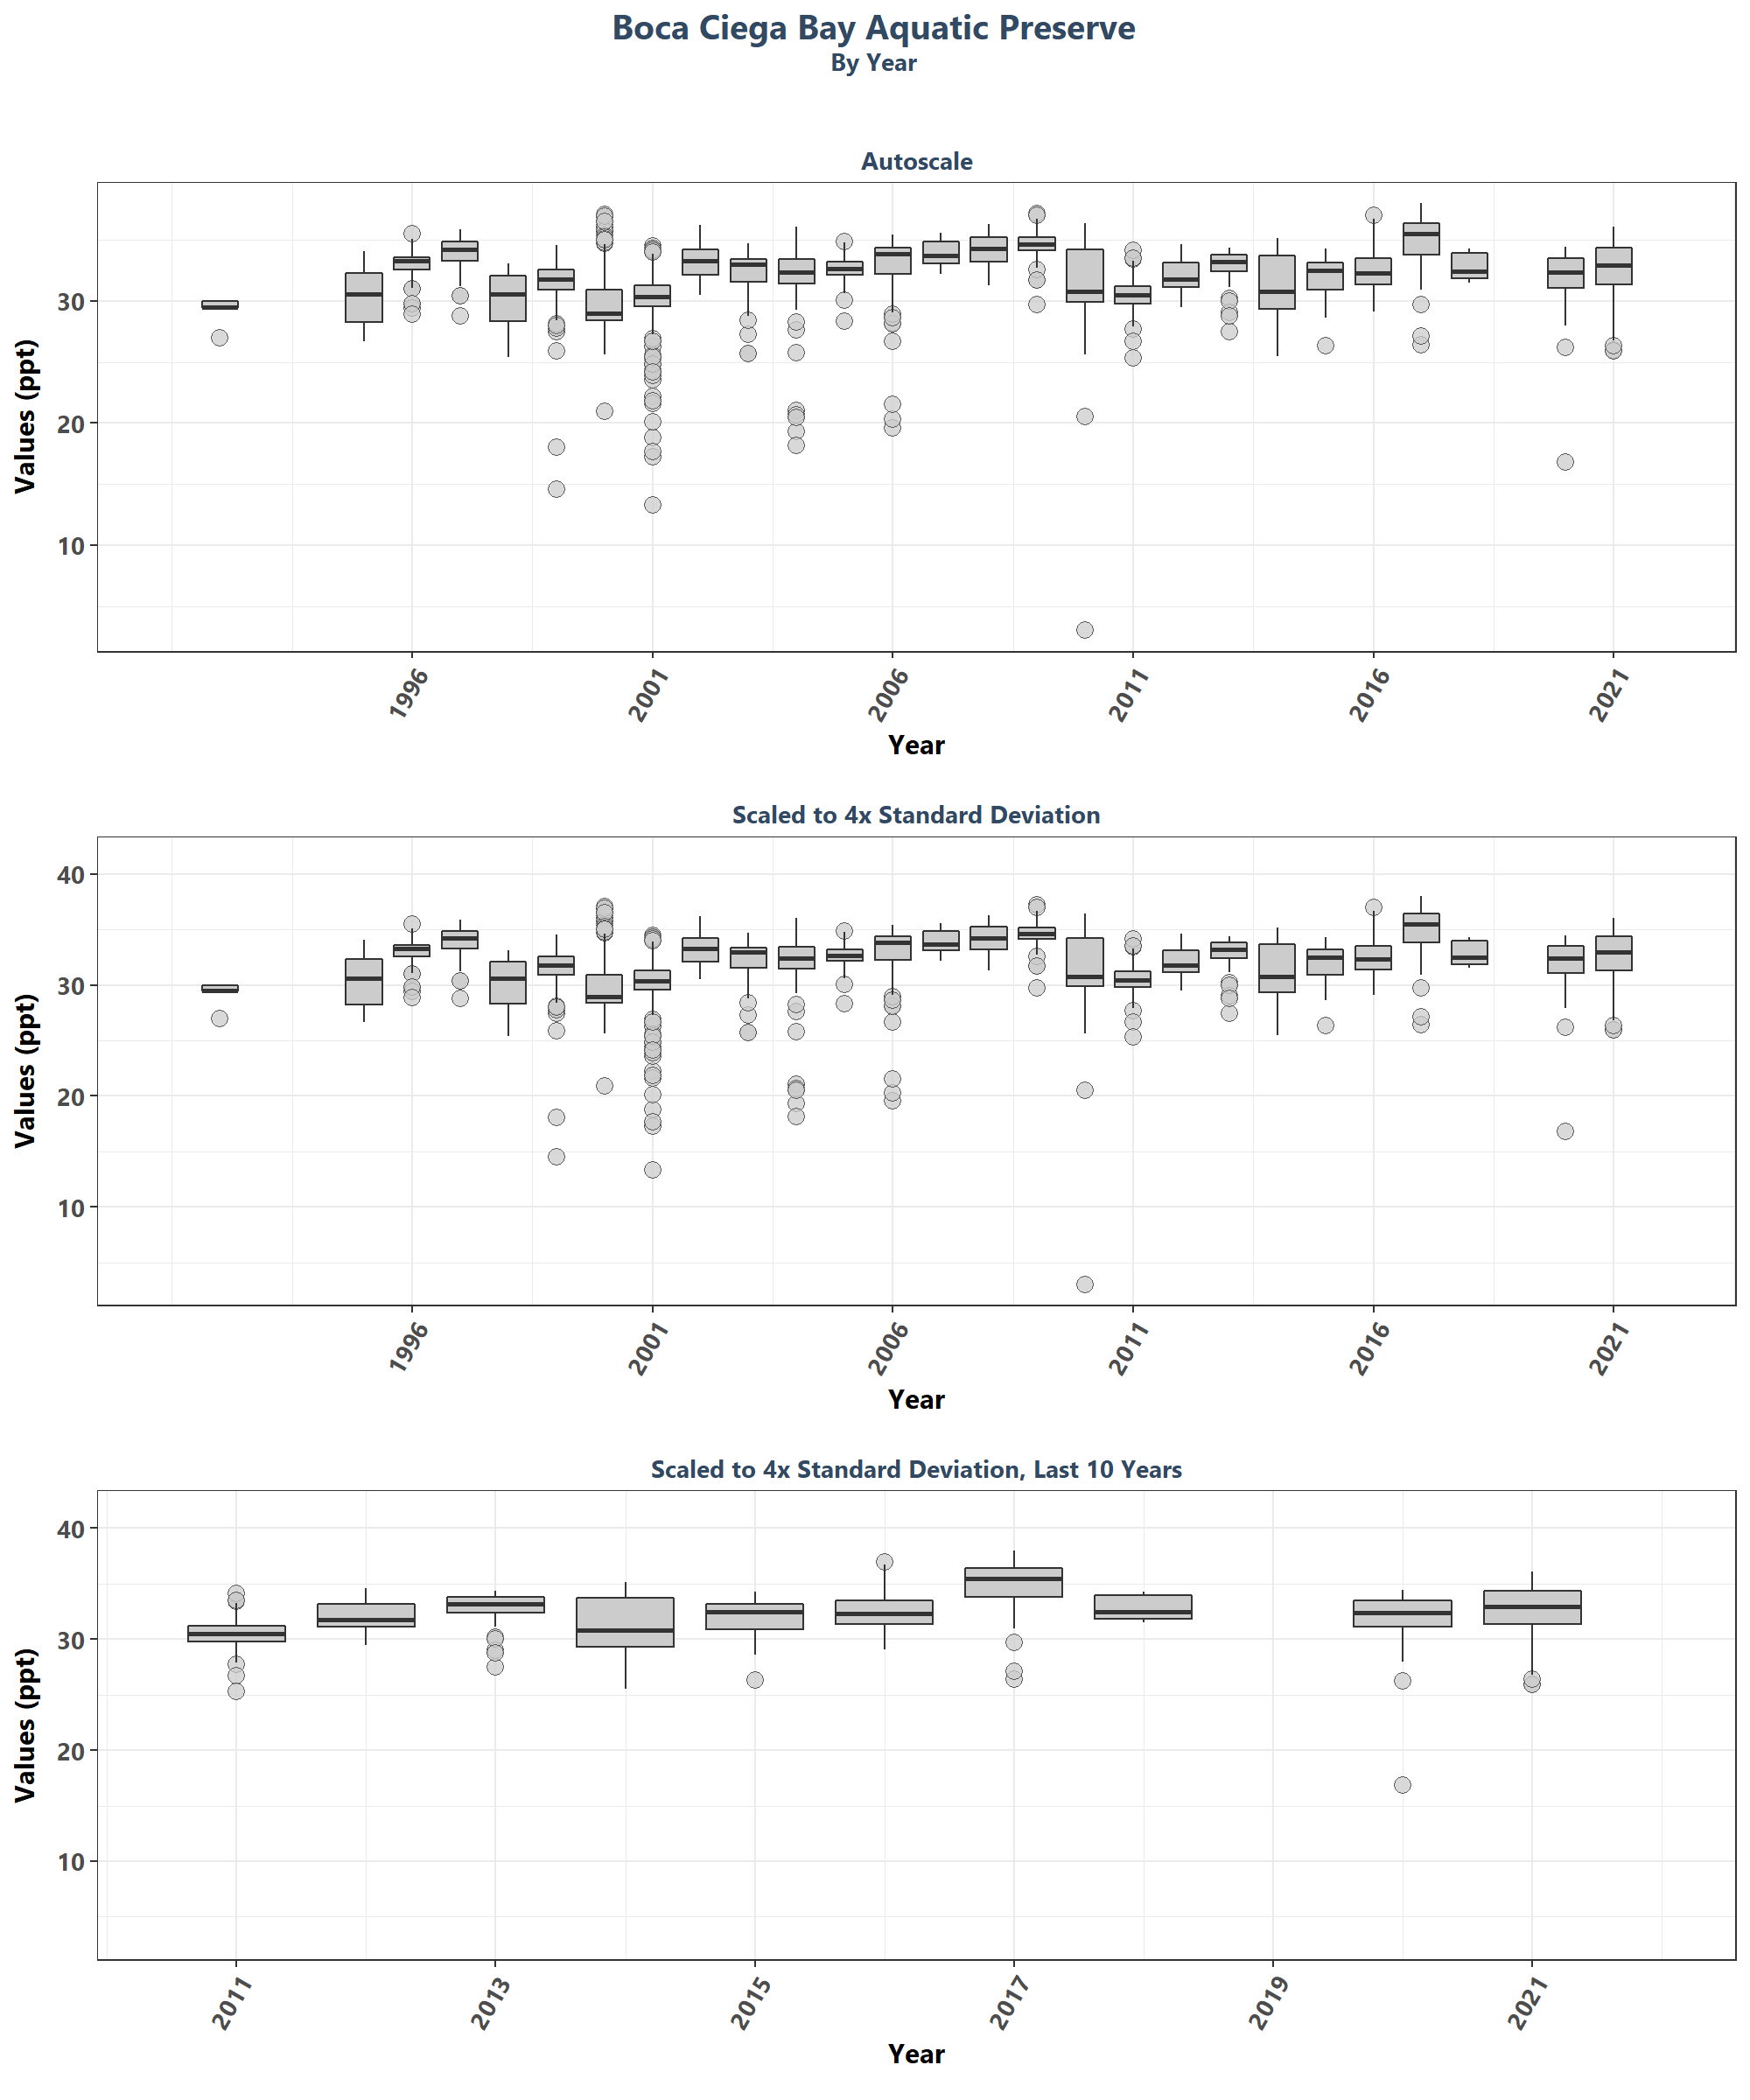 Boca Ciega Bay Aquatic Preserve
By Year
Autoscale
Values (ppt)
30
20
10
1996
2001
2006
2011
2016
2021
Year
Scaled to 4x Standard Deviation
Values (ppt)
40
30
20
10
1996
2001
2006
2011
2016
2021
Year
Scaled to 4x Standard Deviation, Last 10 Years
Values (ppt)
40
30
20
10
2011
2013
2015
2017
2019
2021
Year